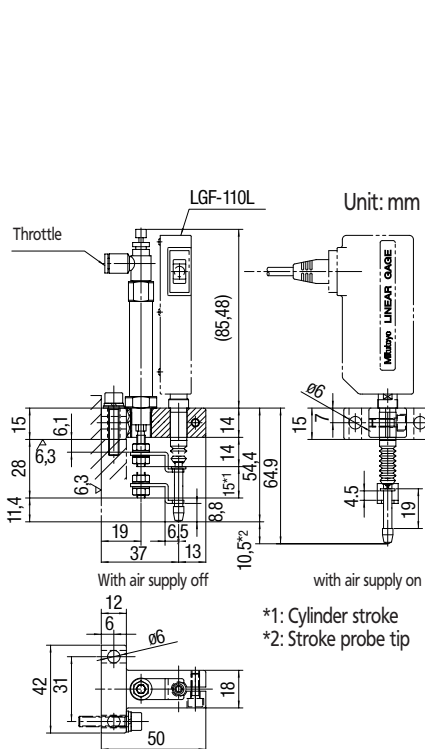 LGF-110L
Unit: mm
Throttle
(85,48)
Mitutoyo LINEAR GAGE
ø6
15
6,1
6,3
28
6,3
11,4
14
14
15*1
8,8
54,4
10,5*2
64.9
15
7
4.5
19
19
6,5
37
13
With air supply off
with air supply on
*1: Cylinder stroke
*2: Stroke probe tip
12
6
ø6
42
31
18
50